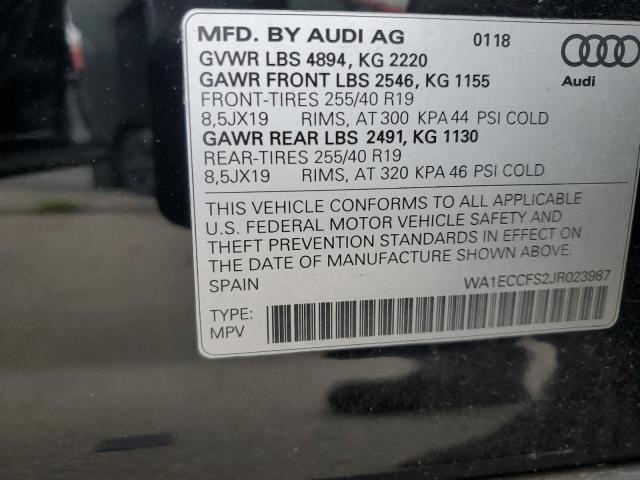 MFD. BY AUDI AG 0118
GVWR LBS 4894, KG 2220
GAWR FRONT LBS 2546, KG 1155
FRONT-TIRES 255/40 R19
8,5JX19 RIMS, AT 300 KPA 44 PSI COLD
GAWR REAR LBS 2491, KG 1130
REAR-TIRES 255/40 R19
8,5JX19 RIMS, AT 320 KPA 46 PSI COLD
Audi
THIS VEHICLE CONFORMS TO ALL APPLICABLE
U.S. FEDERAL MOTOR VEHICLE SAFETY AND
THEFT PREVENTION STANDARDS IN EFFECT ON
THE DATE OF MANUFACTURE SHOWN ABOVE.
SPAIN WA1ECCFS2JR023987
TYPE:
MPV